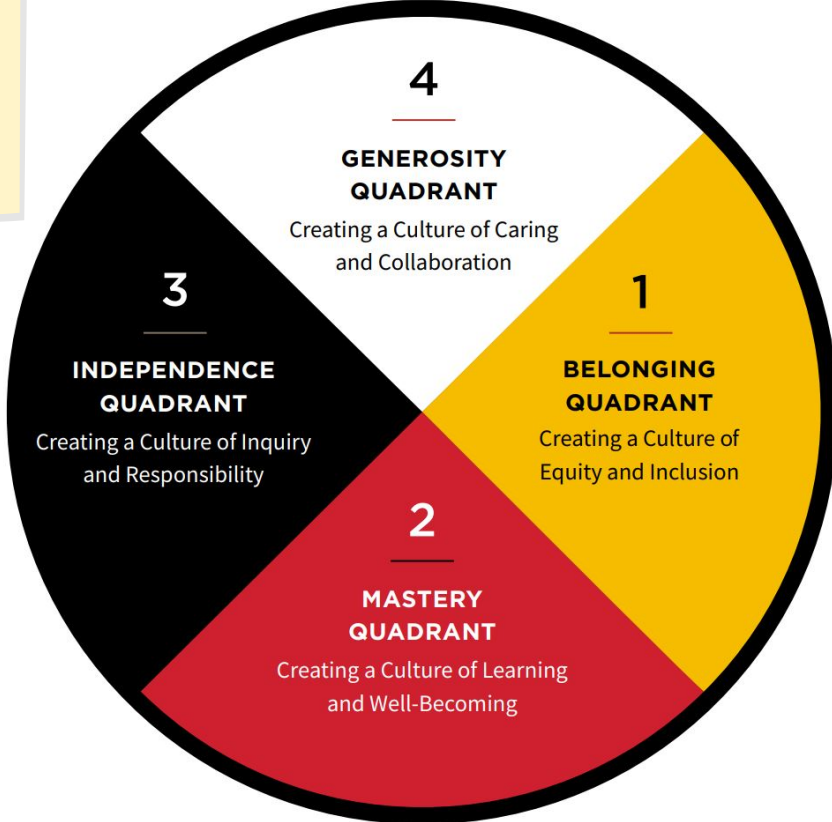 4
GENEROSITY
QUADRANT
Creating a Culture of Caring
and Collaboration
3
INDEPENDENCE
QUADRANT
Creating a Culture of Inquiry
and Responsibility
1
BELONGING
QUADRANT
Creating a Culture of
Equity and Inclusion
2
MASTERY
QUADRANT
Creating a Culture of Learning
and Well-Becoming